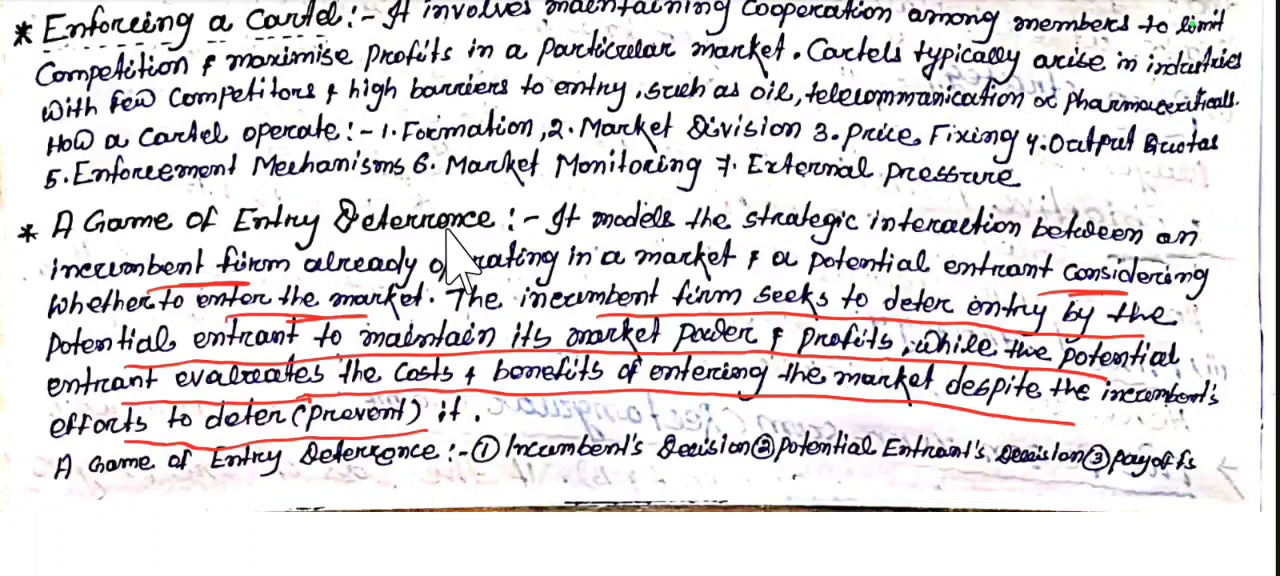 * Enforcing a Cartel :- It involves maintaining cooperation among members to limit
Competition & maximise profits in a particular market. Cartels typically arise in industries
with few competitors & high barriers to entry, such as oil, telecommunication or pharmaceuticals.
How a Cartel operate :- 1. Formation, 2. Market Division 3. Price Fixing 4. Output Quotas
5. Enforcement Mechanisms 6. Market Monitoring 7. External Pressure
* A Game of Entry Deterrence :- It models the strategic interaction between an
incumbent firm already in a market & a potential entrant considering
whether to enter the market. The incumbent firm seeks to deter entry by the
potential entrant to maintain its market power & profits, while the potential
entrant evaluates the costs & benefits of entering the market despite the incumbent's
efforts to deter (prevent) it.
A Game of Entry Deterrence :- ① Incumbent's Decision ② Potential Entrant's Decision ③ payoffs